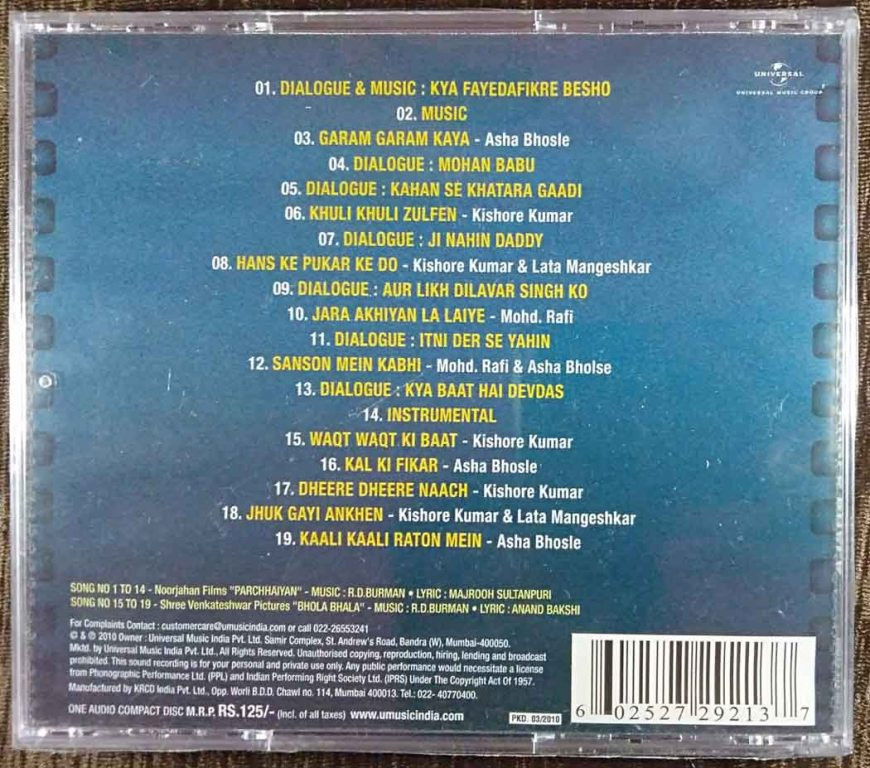 UNIVERSAL
UNIVERSAL MUSIC GROUP
01. DIALOGUE & MUSIC : KYA FAYEDAFIKRE BESHO
02. MUSIC
03. GARAM GARAM KAYA - Asha Bhosle
04. DIALOGUE : MOHAN BABU
05. DIALOGUE : KAHAN SE KHATARA GAADI
06. KHULI KHULI ZULFEN - Kishore Kumar
07. DIALOGUE : JI NAHIN DADDY
08. HANS KE PUKAR KE DO - Kishore Kumar & Lata Mangeshkar
09. DIALOGUE : AUR LIKH DILAVAR SINGH KO
10. JARA AKHIYAN LA LAIYE - Mohd. Rafi
11. DIALOGUE : ITNI DER SE YAHIN
12. SANSON MEIN KABHI - Mohd. Rafi & Asha Bholse
13. DIALOGUE : KYA BAAT HAI DEVDAS
14. INSTRUMENTAL
15. WAQT WAQT KI BAAT - Kishore Kumar
16. KAL KI FIKAR - Asha Bhosle
17. DHEERE DHEERE NAACH - Kishore Kumar
18. JHUK GAYI ANKHEN - Kishore Kumar & Lata Mangeshkar
19. KAALI KAALI RATON MEIN - Asha Bhosle
SONG NO 1 TO 14 - Noorjahan Films "PARCHHAIYAN" - MUSIC : R.D.BURMAN • LYRIC : MAJROOH SULTANPURI
SONG NO 15 TO 19 - Shree Venkateshwar Pictures "BHOLA BHALA" - MUSIC : R.D.BURMAN • LYRIC : ANAND BAKSHI
For Complaints Contact : customercare@umusicindia.com or call 022-26553241
© & ℗ 2010 Owner : Universal Music India Pvt. Ltd. Samir Complex, St. Andrew's Road, Bandra (W), Mumbai-400050.
Mktd. by Universal Music India Pvt. Ltd., All Rights Reserved. Unauthorised copying, reproduction, hiring, lending and broadcast
prohibited. This sound recording is for your personal and private use only. Any public performance would necessitate a license
from Phonographic Performance Ltd. (PPL) and Indian Performing Right Society Ltd. (IPRS) Under The Copyright Act Of 1957.
Manufactured by KRCD India Pvt. Ltd., Opp. Worli B.D.D. Chawl no. 114, Mumbai 400013. Tel.: 022- 40770400.
ONE AUDIO COMPACT DISC M.R.P. RS.125/- (Incl. of all taxes) www.umusicindia.com
PKD. 03/2010
6 02527 29213 7